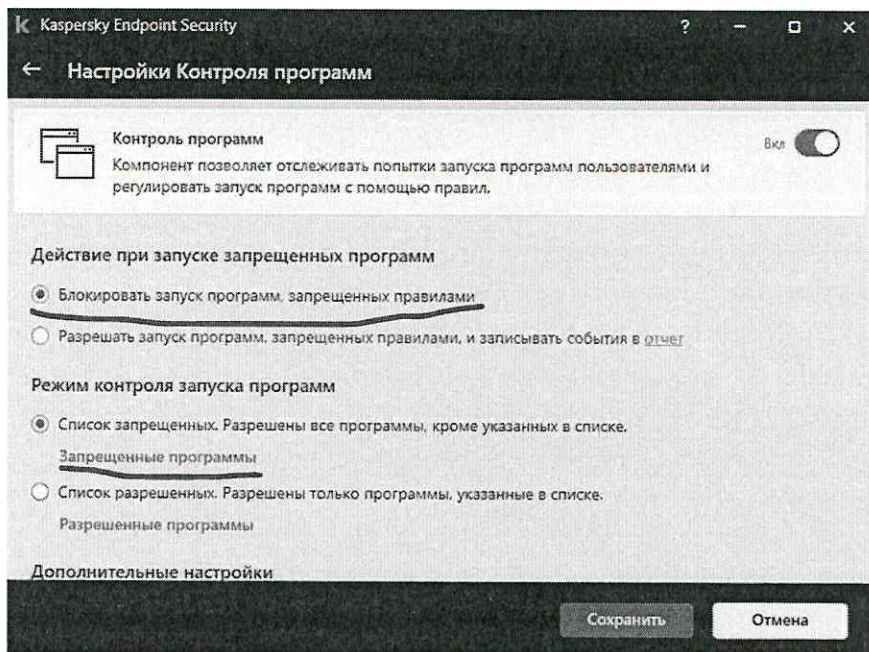 Kaspersky Endpoint Security
Настройки Контроля программ
Контроль программ
Вкл
Компонент позволяет отслеживать попытки запуска программ пользователями и
регулировать запуск программ с помощью правил.
Действие при запуске запрещенных программ
Блокировать запуск программ, запрещенных правилами
Разрешать запуск программ, запрещенных правилами, и записывать события в отчет
Режим контроля запуска программ
Список запрещенных. Разрешены все программы, кроме указанных в списке.
Запрещенные программы
Список разрешенных. Разрешены только программы, указанные в списке.
Разрешенные программы
Дополнительные настройки
Сохранить
Отмена